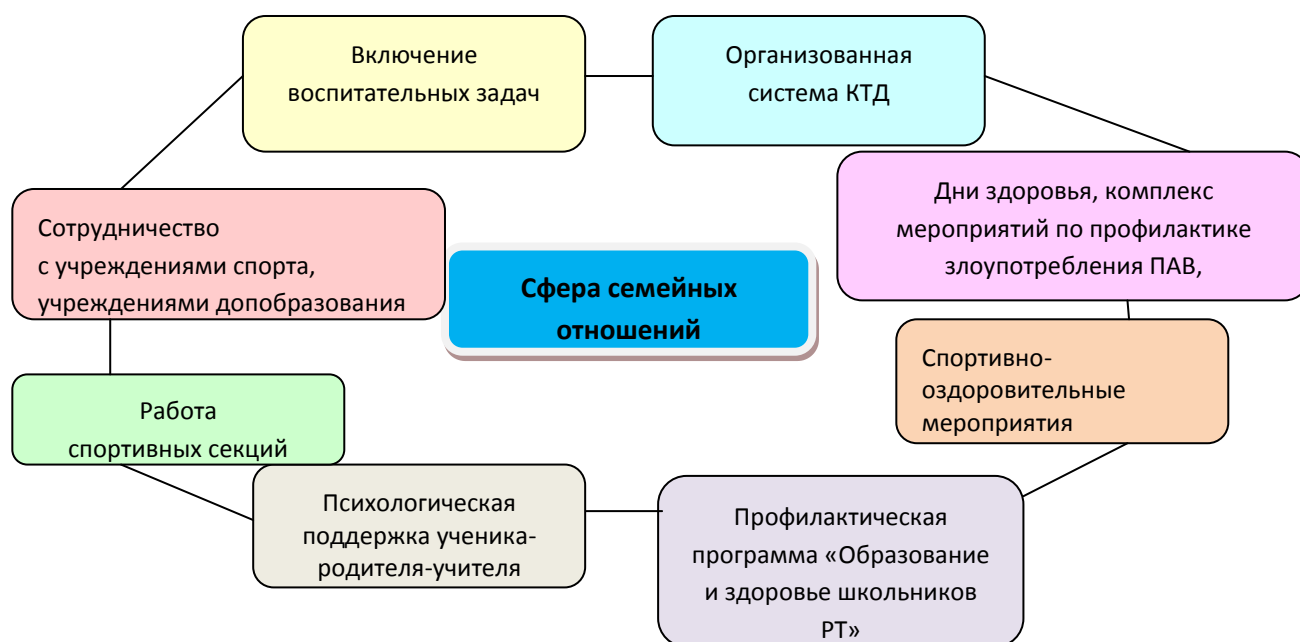 Включение
воспитательных задач
Организованная
система КТД
Дни здоровья, комплекс
мероприятий по профилактике
злоупотребления ПАВ,
Сотрудничество
с учреждениями спорта,
учреждениями допобразования
Сфера семейных
отношений
Спортивно-
оздоровительные
мероприятия
Работа
спортивных секций
Психологическая
поддержка ученика-
родителя-учителя
Профилактическая
программа «Образование
и здоровье школьников
РТ»